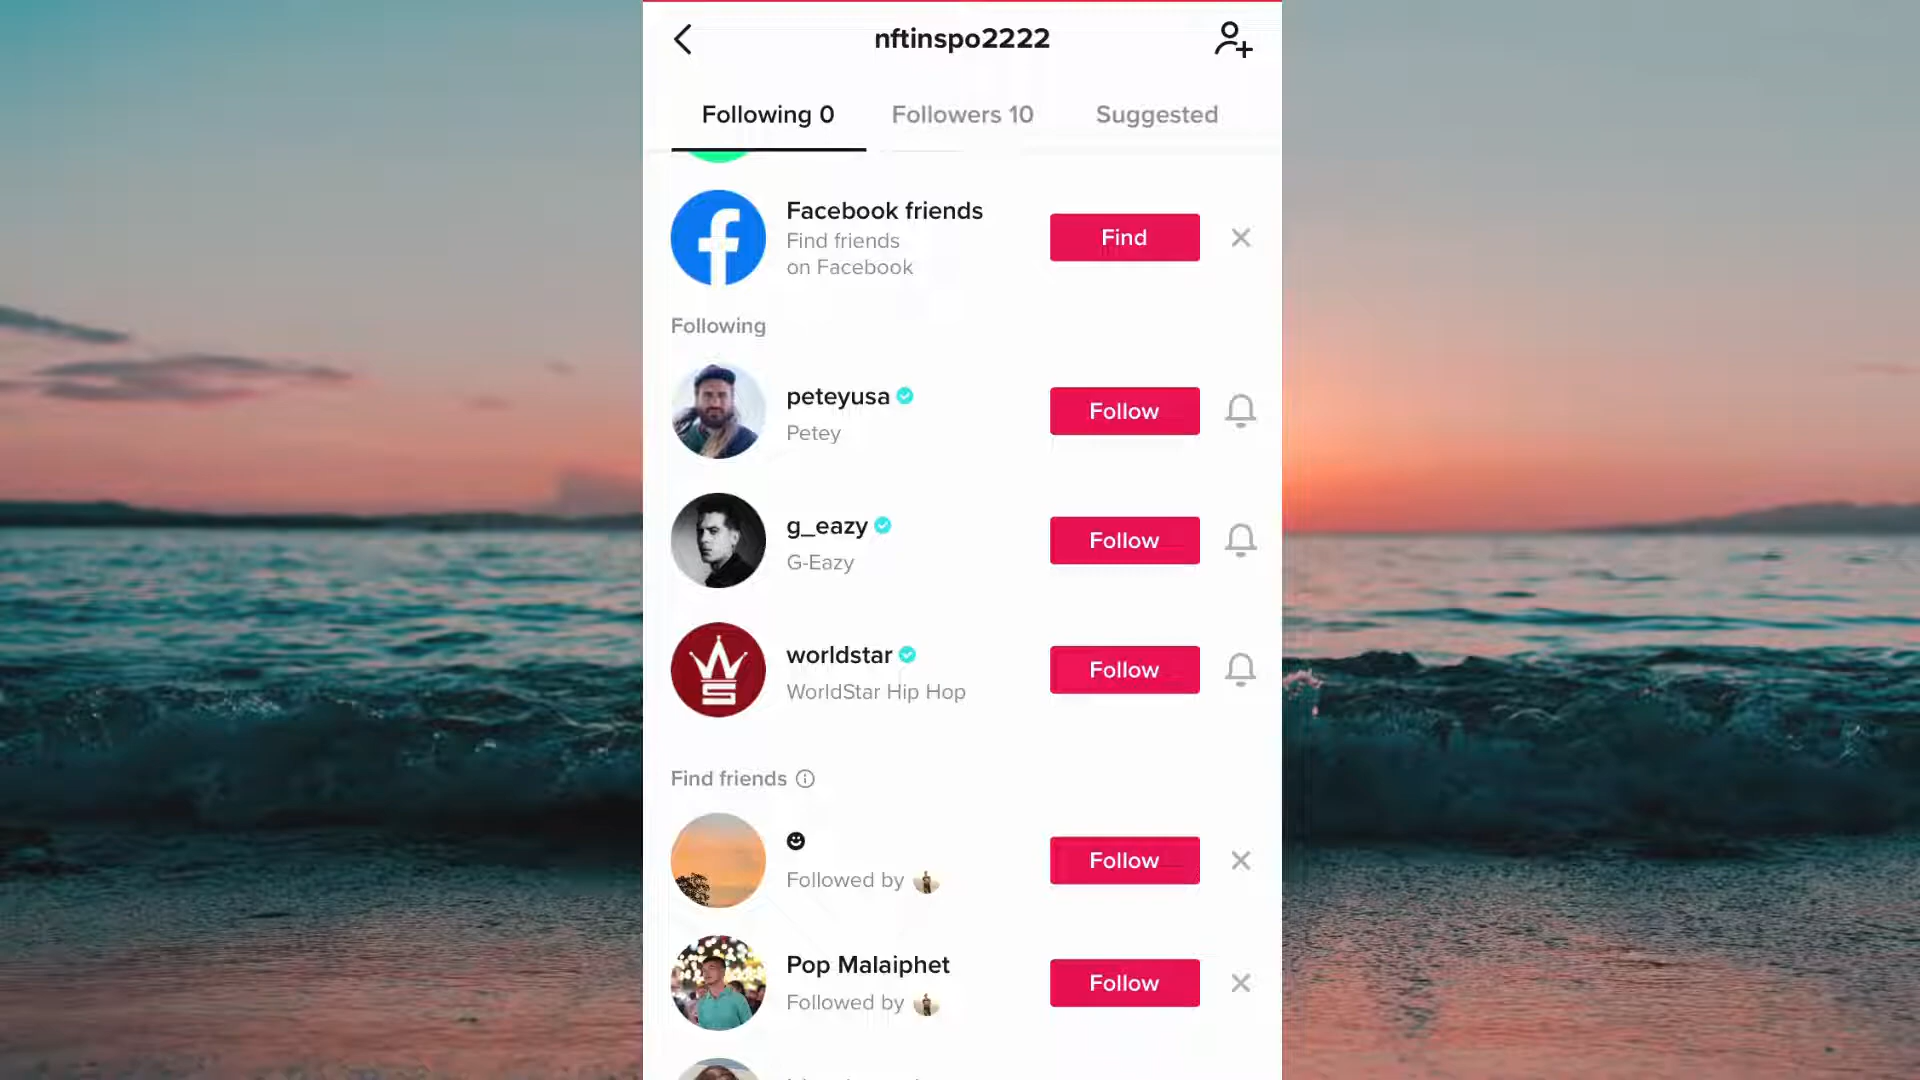 nftinspo2222
Following 0
Followers 10
Suggested
Facebook friends
Find friends
on Facebook
Find
Following
peteyusa
Petey
Follow
g_eazy
G-Eazy
Follow
worldstar
WorldStar Hip Hop
Follow
Find friends
Followed by
Follow
Pop Malaiphet
Followed by
Follow